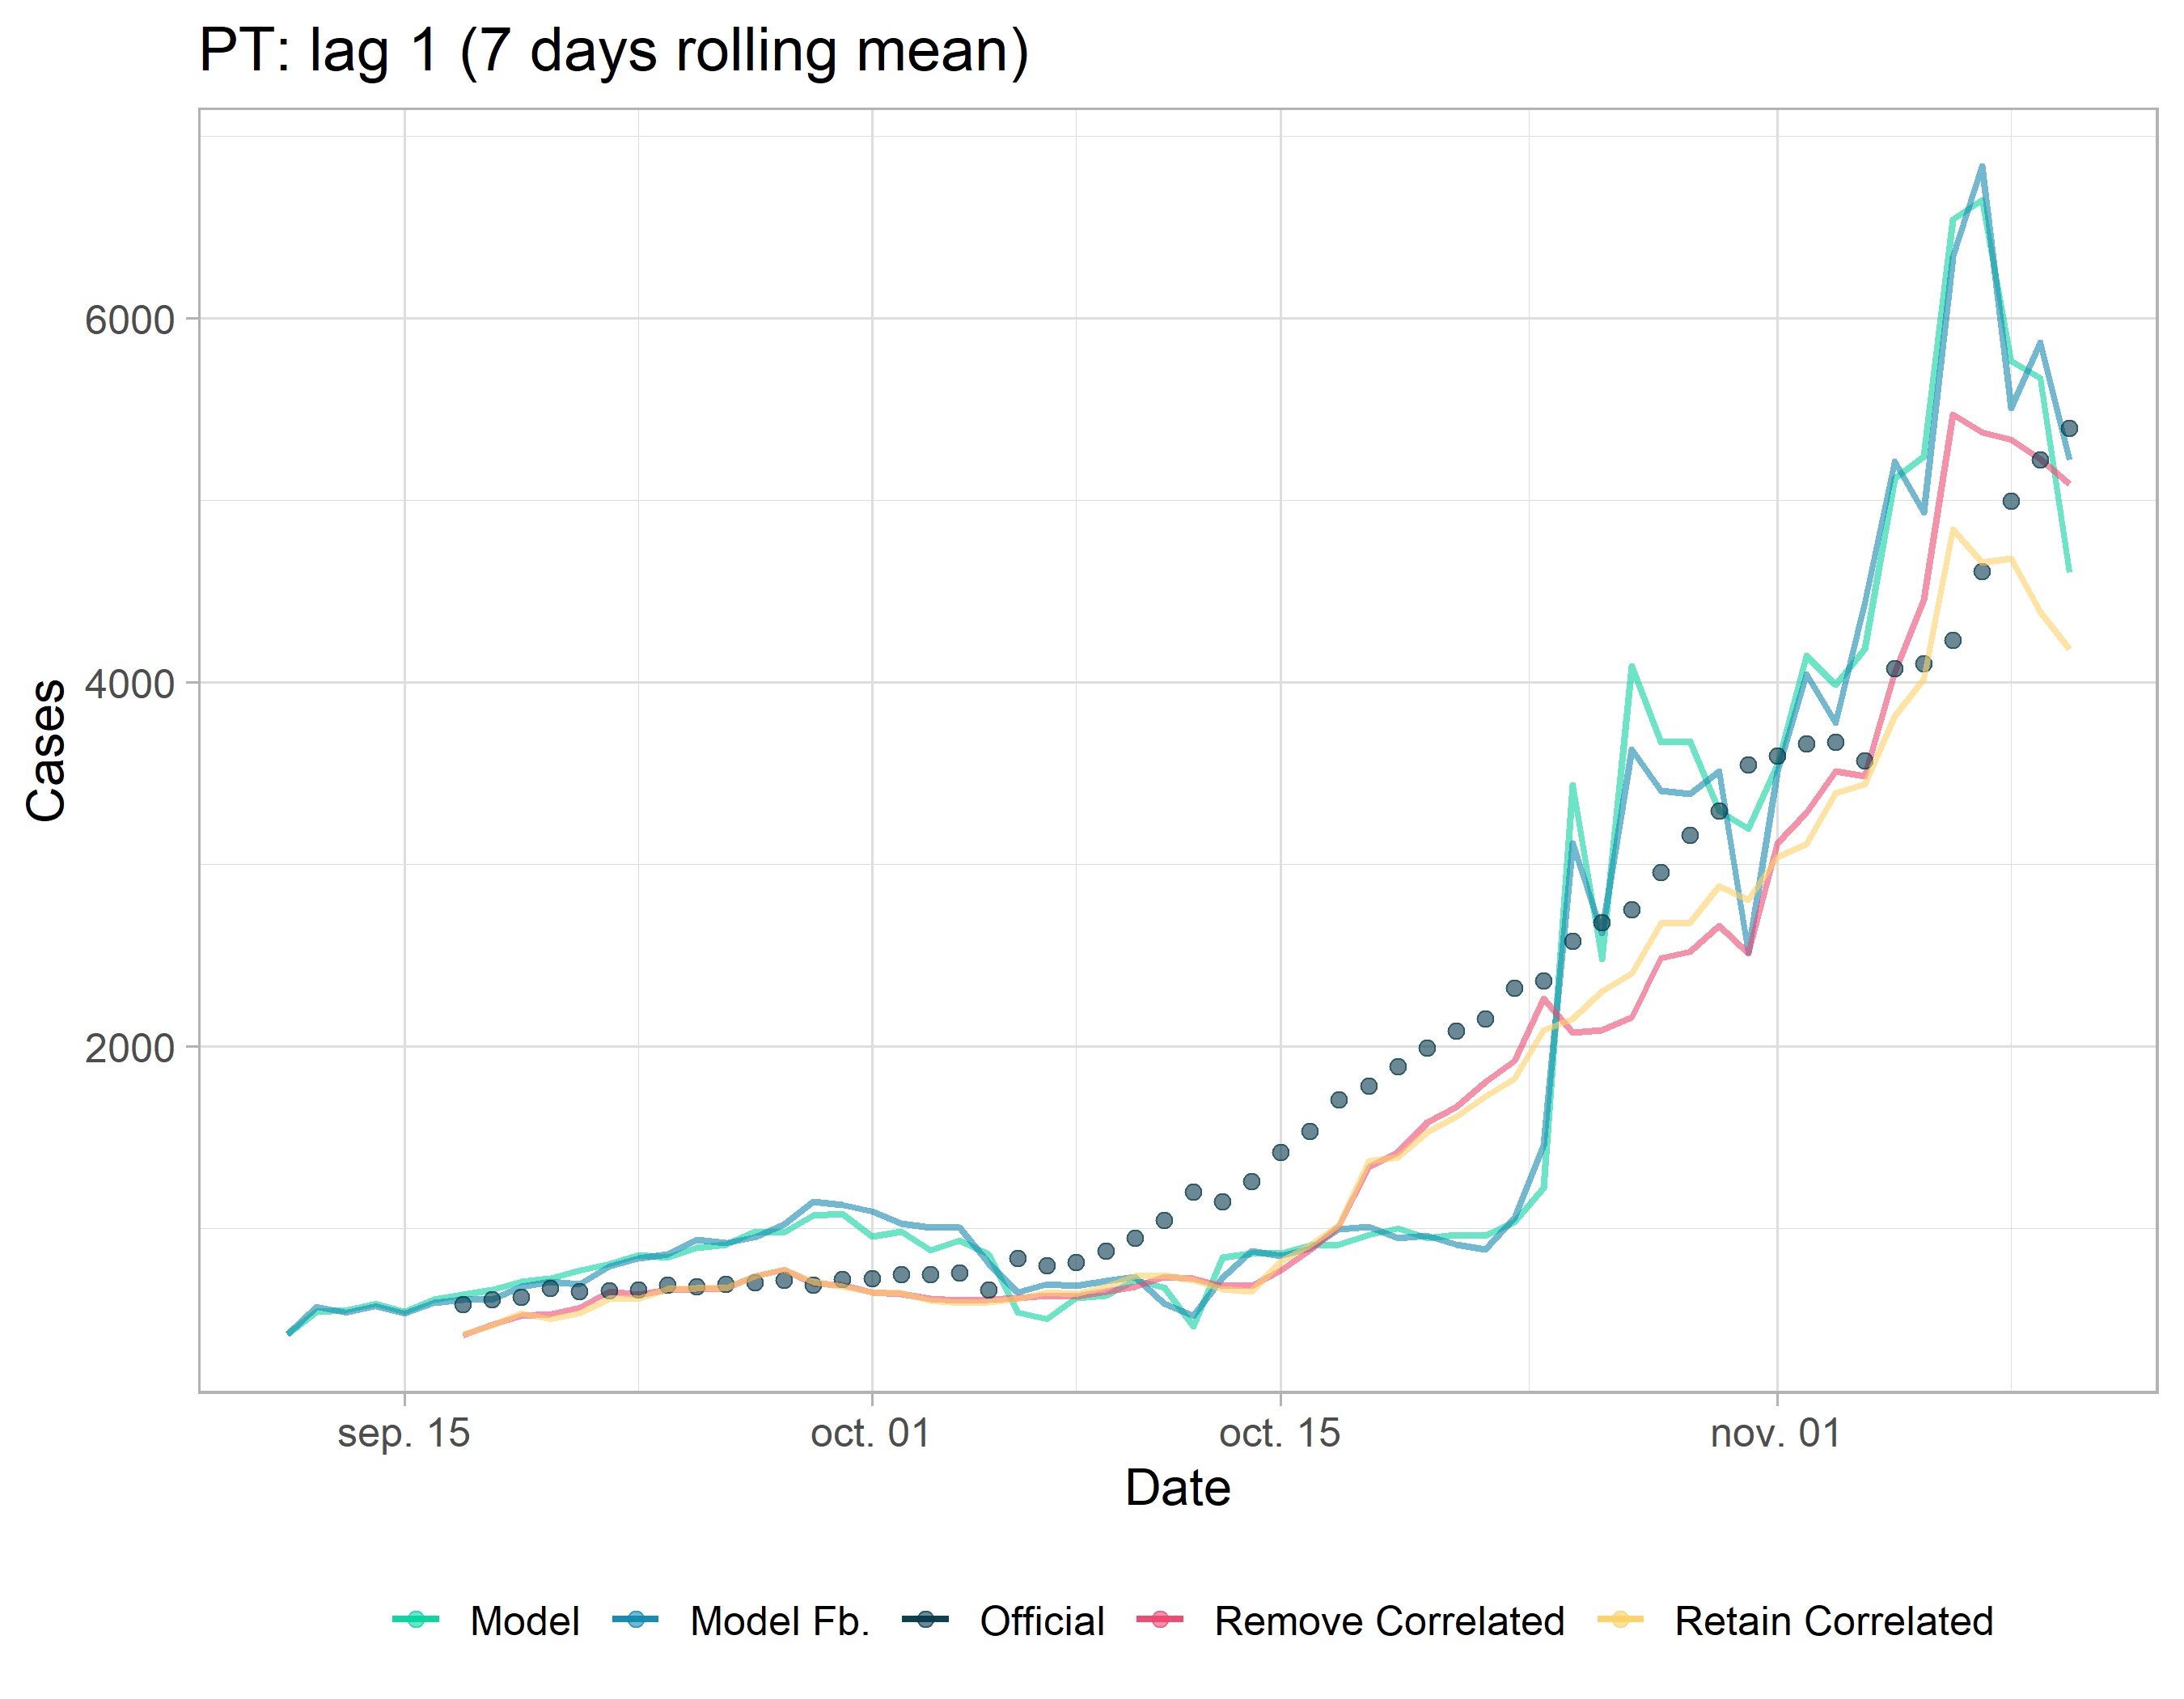 PT: lag 1 (7 days rolling mean)
Cases
6000
4000
2000
sep. 15
oct. 01
oct. 15
nov. 01
Date
Model
Model Fb.
Official
Remove Correlated
Retain Correlated